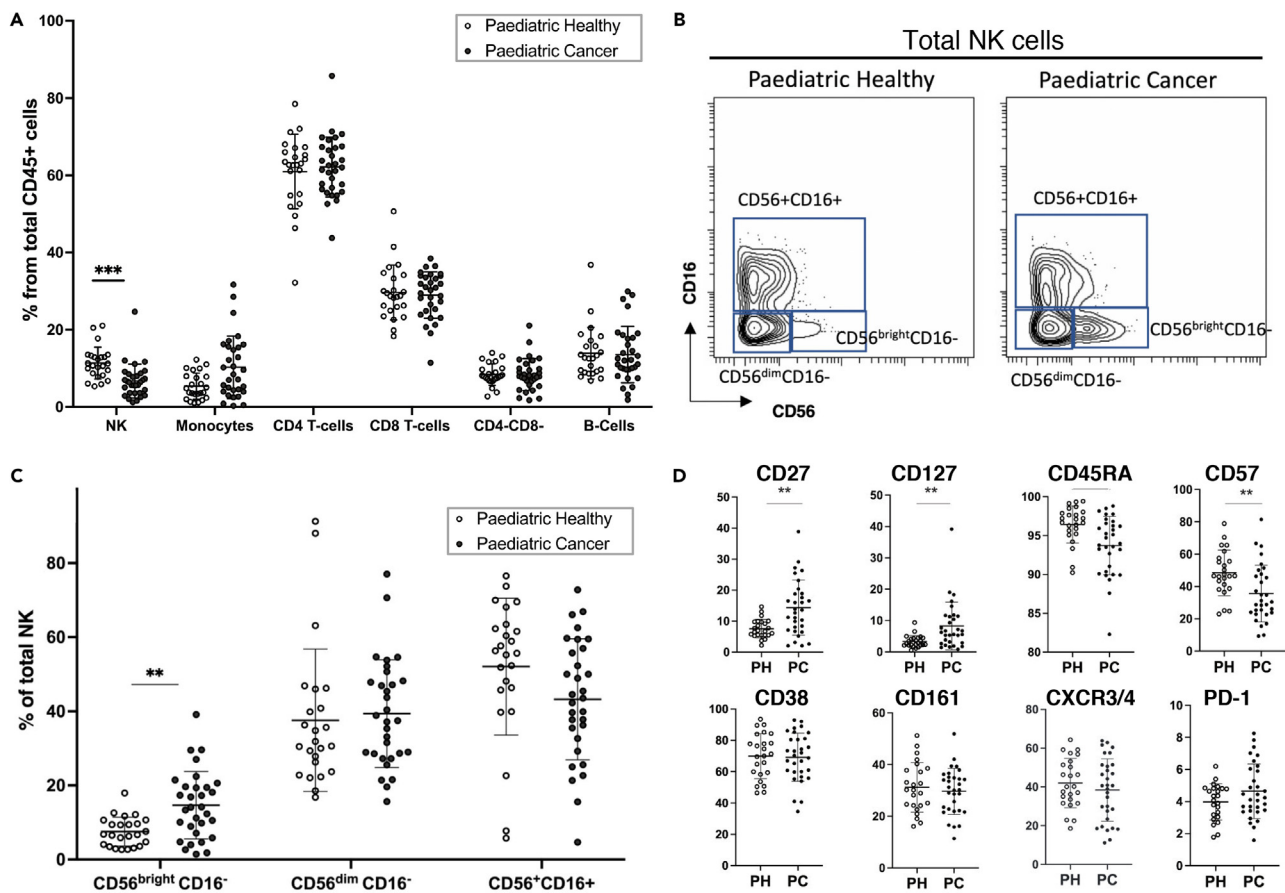 A
100
80
60
40
20
0
% from total CD45+ cells
Paediatric Healthy
Paediatric Cancer
***
NK
Monocytes
CD4 T-cells
CD8 T-cells
CD4-CD8-
B-Cells
B
Total NK cells
Paediatric Healthy
Paediatric Cancer
CD56+CD16+
CD56+CD16+
CD16
CD56brightCD16-
CD56brightCD16-
CD56dimCD16-
CD56dimCD16-
CD56
C
80
60
40
20
0
% of total NK
Paediatric Healthy
Paediatric Cancer
**
CD56bright CD16-
CD56dim CD16-
CD56+CD16+
D
CD27
**
50
40
30
20
10
0
PH PC
CD127
**
50
40
30
20
10
0
PH PC
CD45RA
100
95
90
85
80
PH PC
CD57
**
100
80
60
40
20
0
PH PC
CD38
100
80
60
40
20
0
PH PC
CD161
60
40
20
0
PH PC
CXCR3/4
80
60
40
20
0
PH PC
PD-1
10
8
6
4
2
0
PH PC